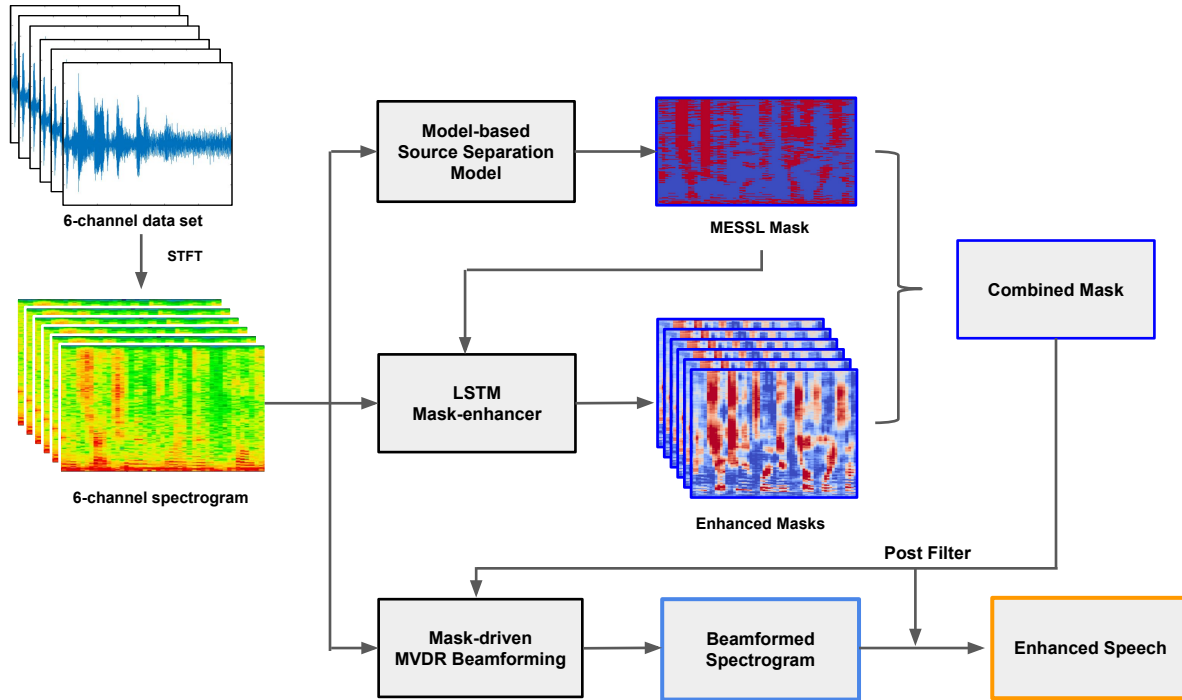 6-channel data set
STFT
6-channel spectrogram
Model-based
Source Separation
Model
MESSL Mask
LSTM
Mask-enhancer
Enhanced Masks
Combined Mask
Post Filter
Mask-driven
MVDR Beamforming
Beamformed
Spectrogram
Enhanced Speech